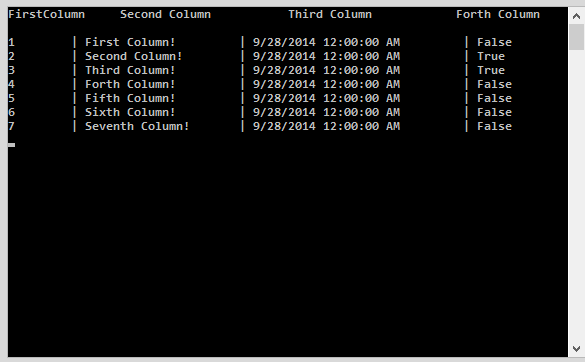 FirstColumn Second Column Third Column Forth Column
1 | First Column! | 9/28/2014 12:00:00 AM | False
2 | Second Column! | 9/28/2014 12:00:00 AM | True
3 | Third Column! | 9/28/2014 12:00:00 AM | True
4 | Forth Column! | 9/28/2014 12:00:00 AM | False
5 | Fifth Column! | 9/28/2014 12:00:00 AM | False
6 | Sixth Column! | 9/28/2014 12:00:00 AM | False
7 | Seventh Column! | 9/28/2014 12:00:00 AM | False